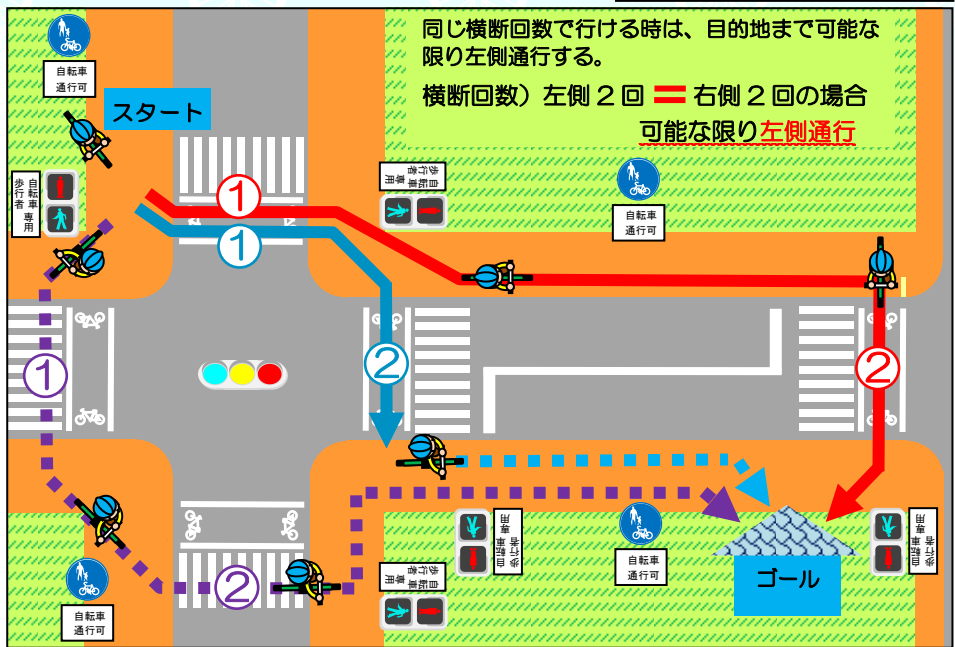 同じ横断回数で行ける時は、目的地まで可能な
限り左側通行する。
横断回数）左側２回 = 右側２回の場合
可能な限り左側通行
自転車
通行可
スタート
自転車
歩行者
専用
自転車
歩行者
専用
自転車
通行可
①
①
①
②
②
②
自転車
歩行者
専用
自転車
通行可
自転車
歩行者
専用
ゴール
自転車
歩行者
専用
自転車
通行可